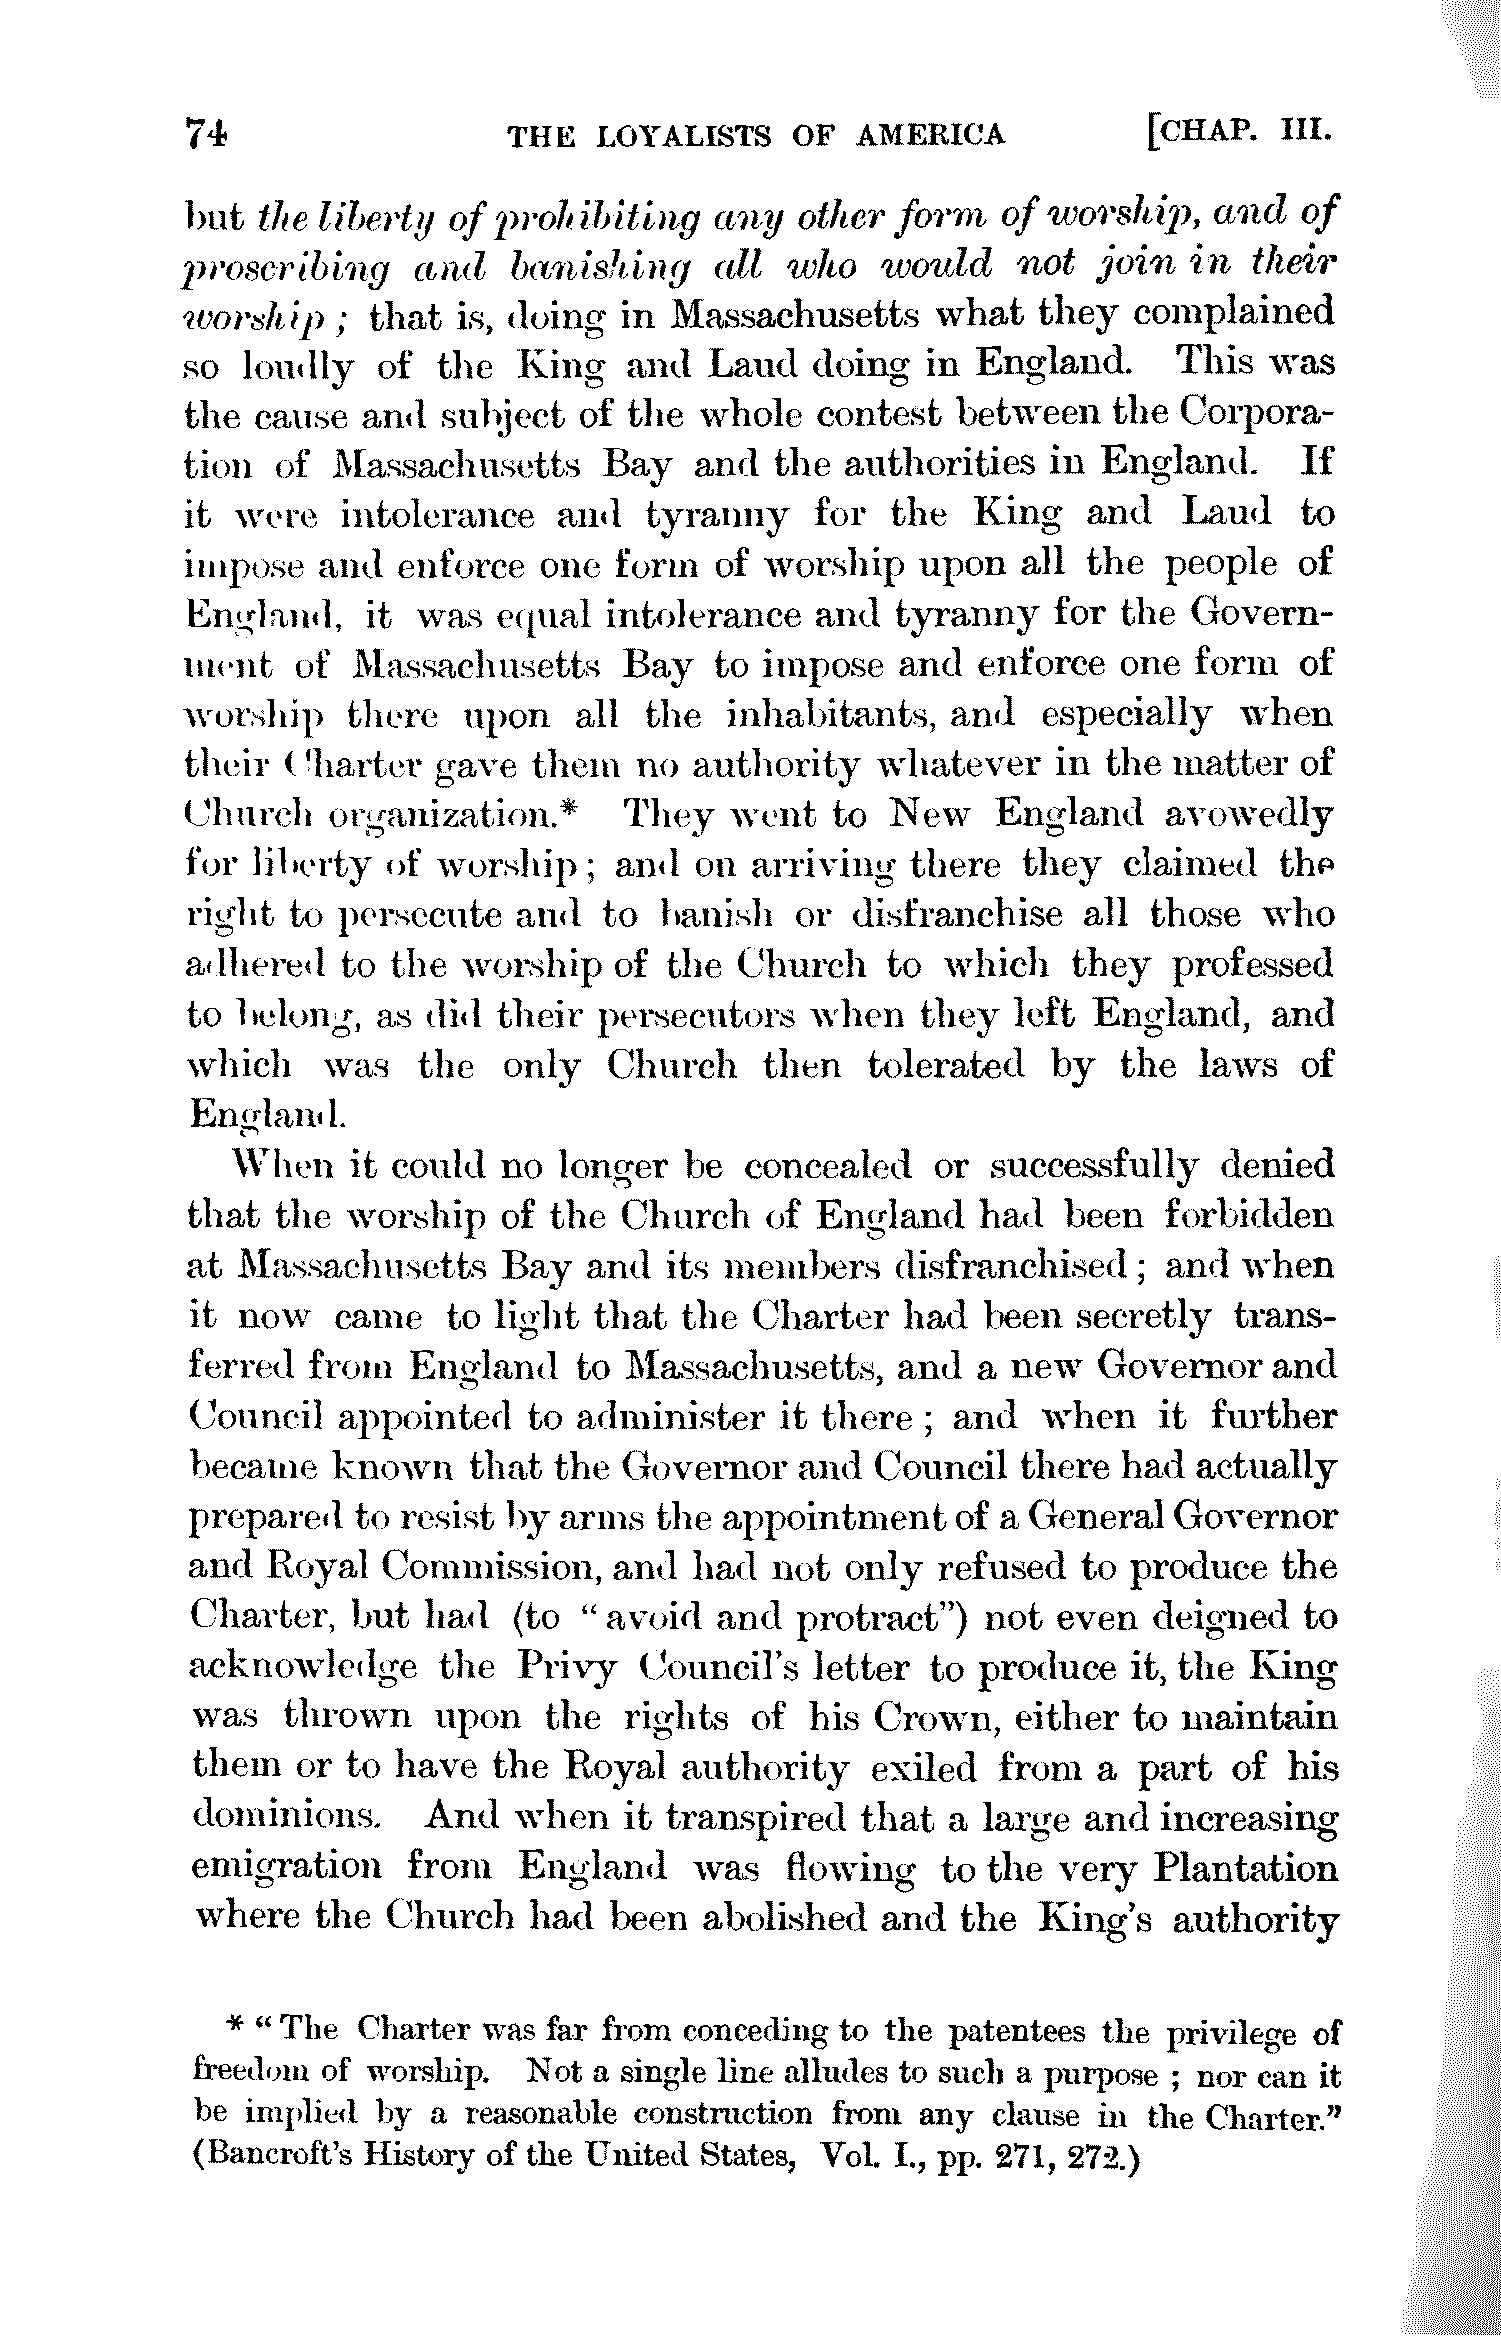 74 THE LOYALISTS OF AMERICA [CHAP. III.
but the liberty of prohibiting any other form of worship, and of
proscribing and banishing all who would not join in their
worship ; that is, doing in Massachusetts what they complained
so loudly of the King and Laud doing in England. This was
the cause and subject of the whole contest between the Corpora-
tion of Massachusetts Bay and the authorities in England. If
it were intolerance and tyranny for the King and Laud to
impose and enforce one form of worship upon all the people of
England, it was equal intolerance and tyranny for the Govern-
ment of Massachusetts Bay to impose and enforce one form of
worship there upon all the inhabitants, and especially when
their Charter gave them no authority whatever in the matter of
Church organization.* They went to New England avowedly
for liberty of worship ; and on arriving there they claimed the
right to persecute and to banish or disfranchise all those who
adhered to the worship of the Church to which they professed
to belong, as did their persecutors when they left England, and
which was the only Church then tolerated by the laws of
England.
When it could no longer be concealed or successfully denied
that the worship of the Church of England had been forbidden
at Massachusetts Bay and its members disfranchised ; and when
it now came to light that the Charter had been secretly trans-
ferred from England to Massachusetts, and a new Governor and
Council appointed to administer it there ; and when it further
became known that the Governor and Council there had actually
prepared to resist by arms the appointment of a General Governor
and Royal Commission, and had not only refused to produce the
Charter, but had (to "avoid and protract") not even deigned to
acknowledge the Privy Council's letter to produce it, the King
was thrown upon the rights of his Crown, either to maintain
them or to have the Royal authority exiled from a part of his
dominions. And when it transpired that a large and increasing
emigration from England was flowing to the very Plantation
where the Church had been abolished and the King's authority
* "The Charter was far from conceding to the patentees the privilege of
freedom of worship. Not a single line alludes to such a purpose ; nor can it
be implied by a reasonable construction from any clause in the Charter."
(Bancroft's History of the United States, Vol. I., pp. 271, 272.)